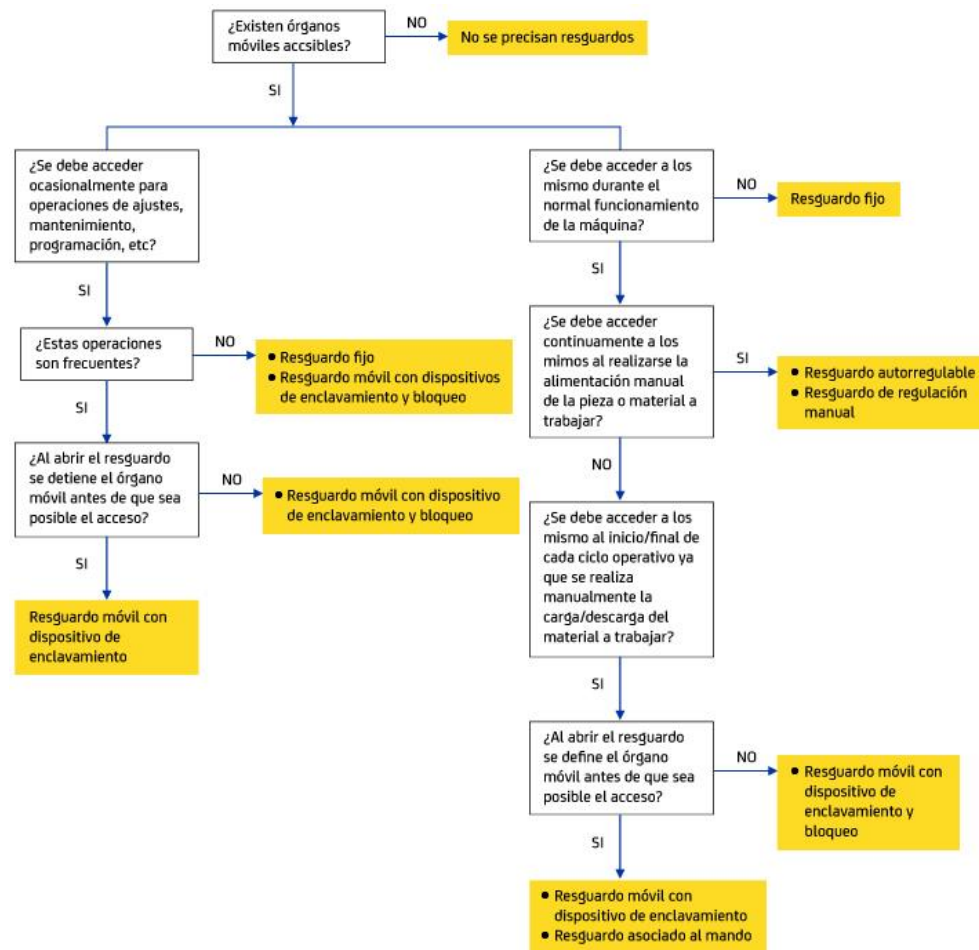 ¿Existen órganos
móviles accsibles?
NO
No se precisan resguardos
SI
¿Se debe acceder
ocasionalmente para
operaciones de ajustes,
mantenimiento,
programación, etc?
SI
¿Estas operaciones
son frecuentes?
NO
● Resguardo fijo
● Resguardo móvil con dispositivos
de enclavamiento y bloqueo
SI
¿Al abrir el resguardo
se detiene el órgano
móvil antes de que sea
posible el acceso?
NO
● Resguardo móvil con dispositivo
de enclavamiento y bloqueo
SI
Resguardo móvil con
dispositivo de
enclavamiento
¿Se debe acceder a los
mismo durante el
normal funcionamiento
de la máquina?
NO
Resguardo fijo
SI
¿Se debe acceder
continuamente a los
mimos al realizarse la
alimentación manual
de la pieza o material a
trabajar?
SI
● Resguardo autorregulable
● Resguardo de regulación
manual
NO
¿Se debe acceder a los
mismo al inicio/final de
cada ciclo operativo ya
que se realiza
manualmente la
carga/descarga del
material a trabajar?
SI
¿Al abrir el resguardo
se define el órgano
móvil antes de que sea
posible el acceso?
NO
● Resguardo móvil con
dispositivo de
enclavamiento y
bloqueo
SI
● Resguardo móvil con
dispositivo de enclavamiento
● Resguardo asociado al mando